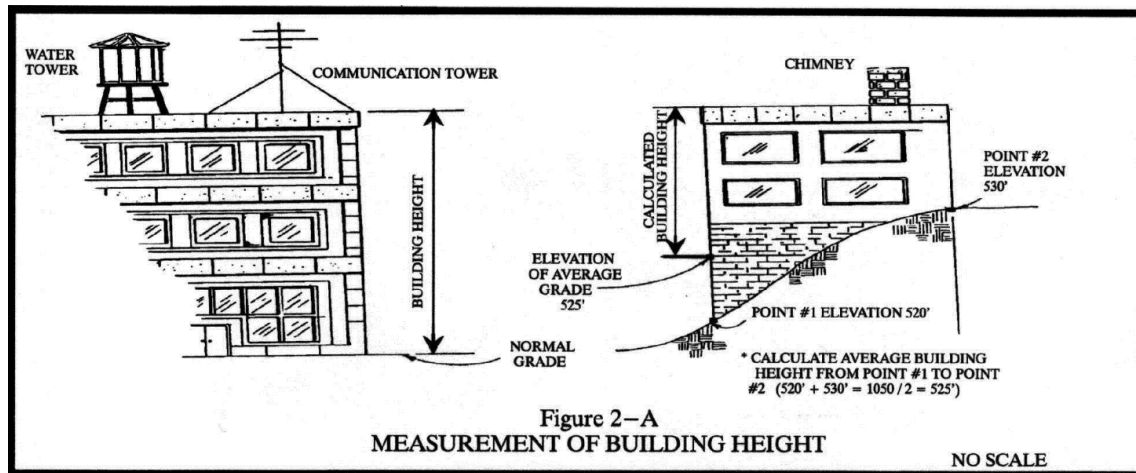 WATER
TOWER
COMMUNICATION TOWER
BUILDING HEIGHT
NORMAL
GRADE
CHIMNEY
CALCULATED
BUILDING HEIGHT
POINT #2
ELEVATION
530'
ELEVATION
OF AVERAGE
GRADE
525'
POINT #1 ELEVATION 520'
* CALCULATE AVERAGE BUILDING
HEIGHT FROM POINT #1 TO POINT
#2 (520' + 530' = 1050 / 2 = 525')
Figure 2-A
MEASUREMENT OF BUILDING HEIGHT
NO SCALE